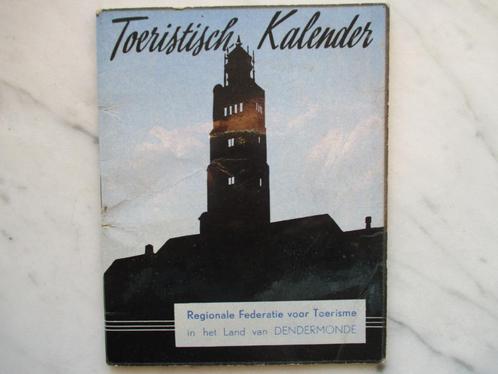 Toeristisch Kalender
Regionale Federatie voor Toerisme
in het Land van DENDERMONDE